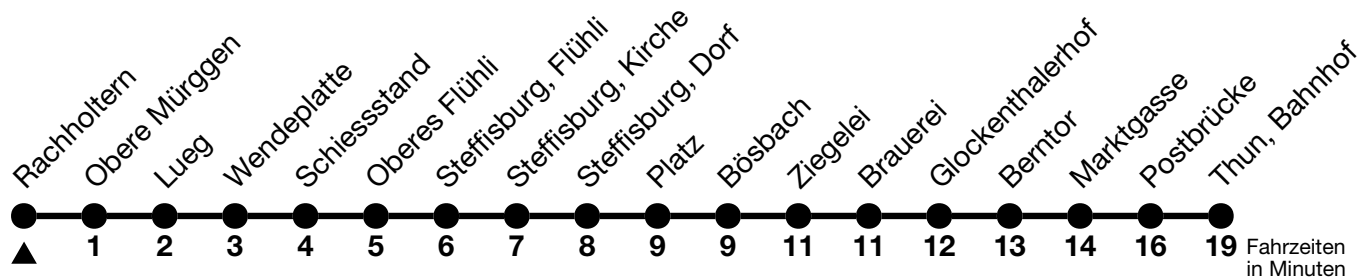 Rachholtern
Obere Mürggen
Lueg
Wendeplatte
Schiessstand
Oberes Flühli
Steffisburg, Flühli
Steffisburg, Kirche
Steffisburg, Dorf
Platz
Bösbach
Ziegelei
Brauerei
Glockenthalerhof
Berntor
Marktgasse
Postbrücke
Thun, Bahnhof
1 2 3 4 5 6 7 8 9 9 11 11 12 13 14 16 19 Fahrzeiten
in Minuten